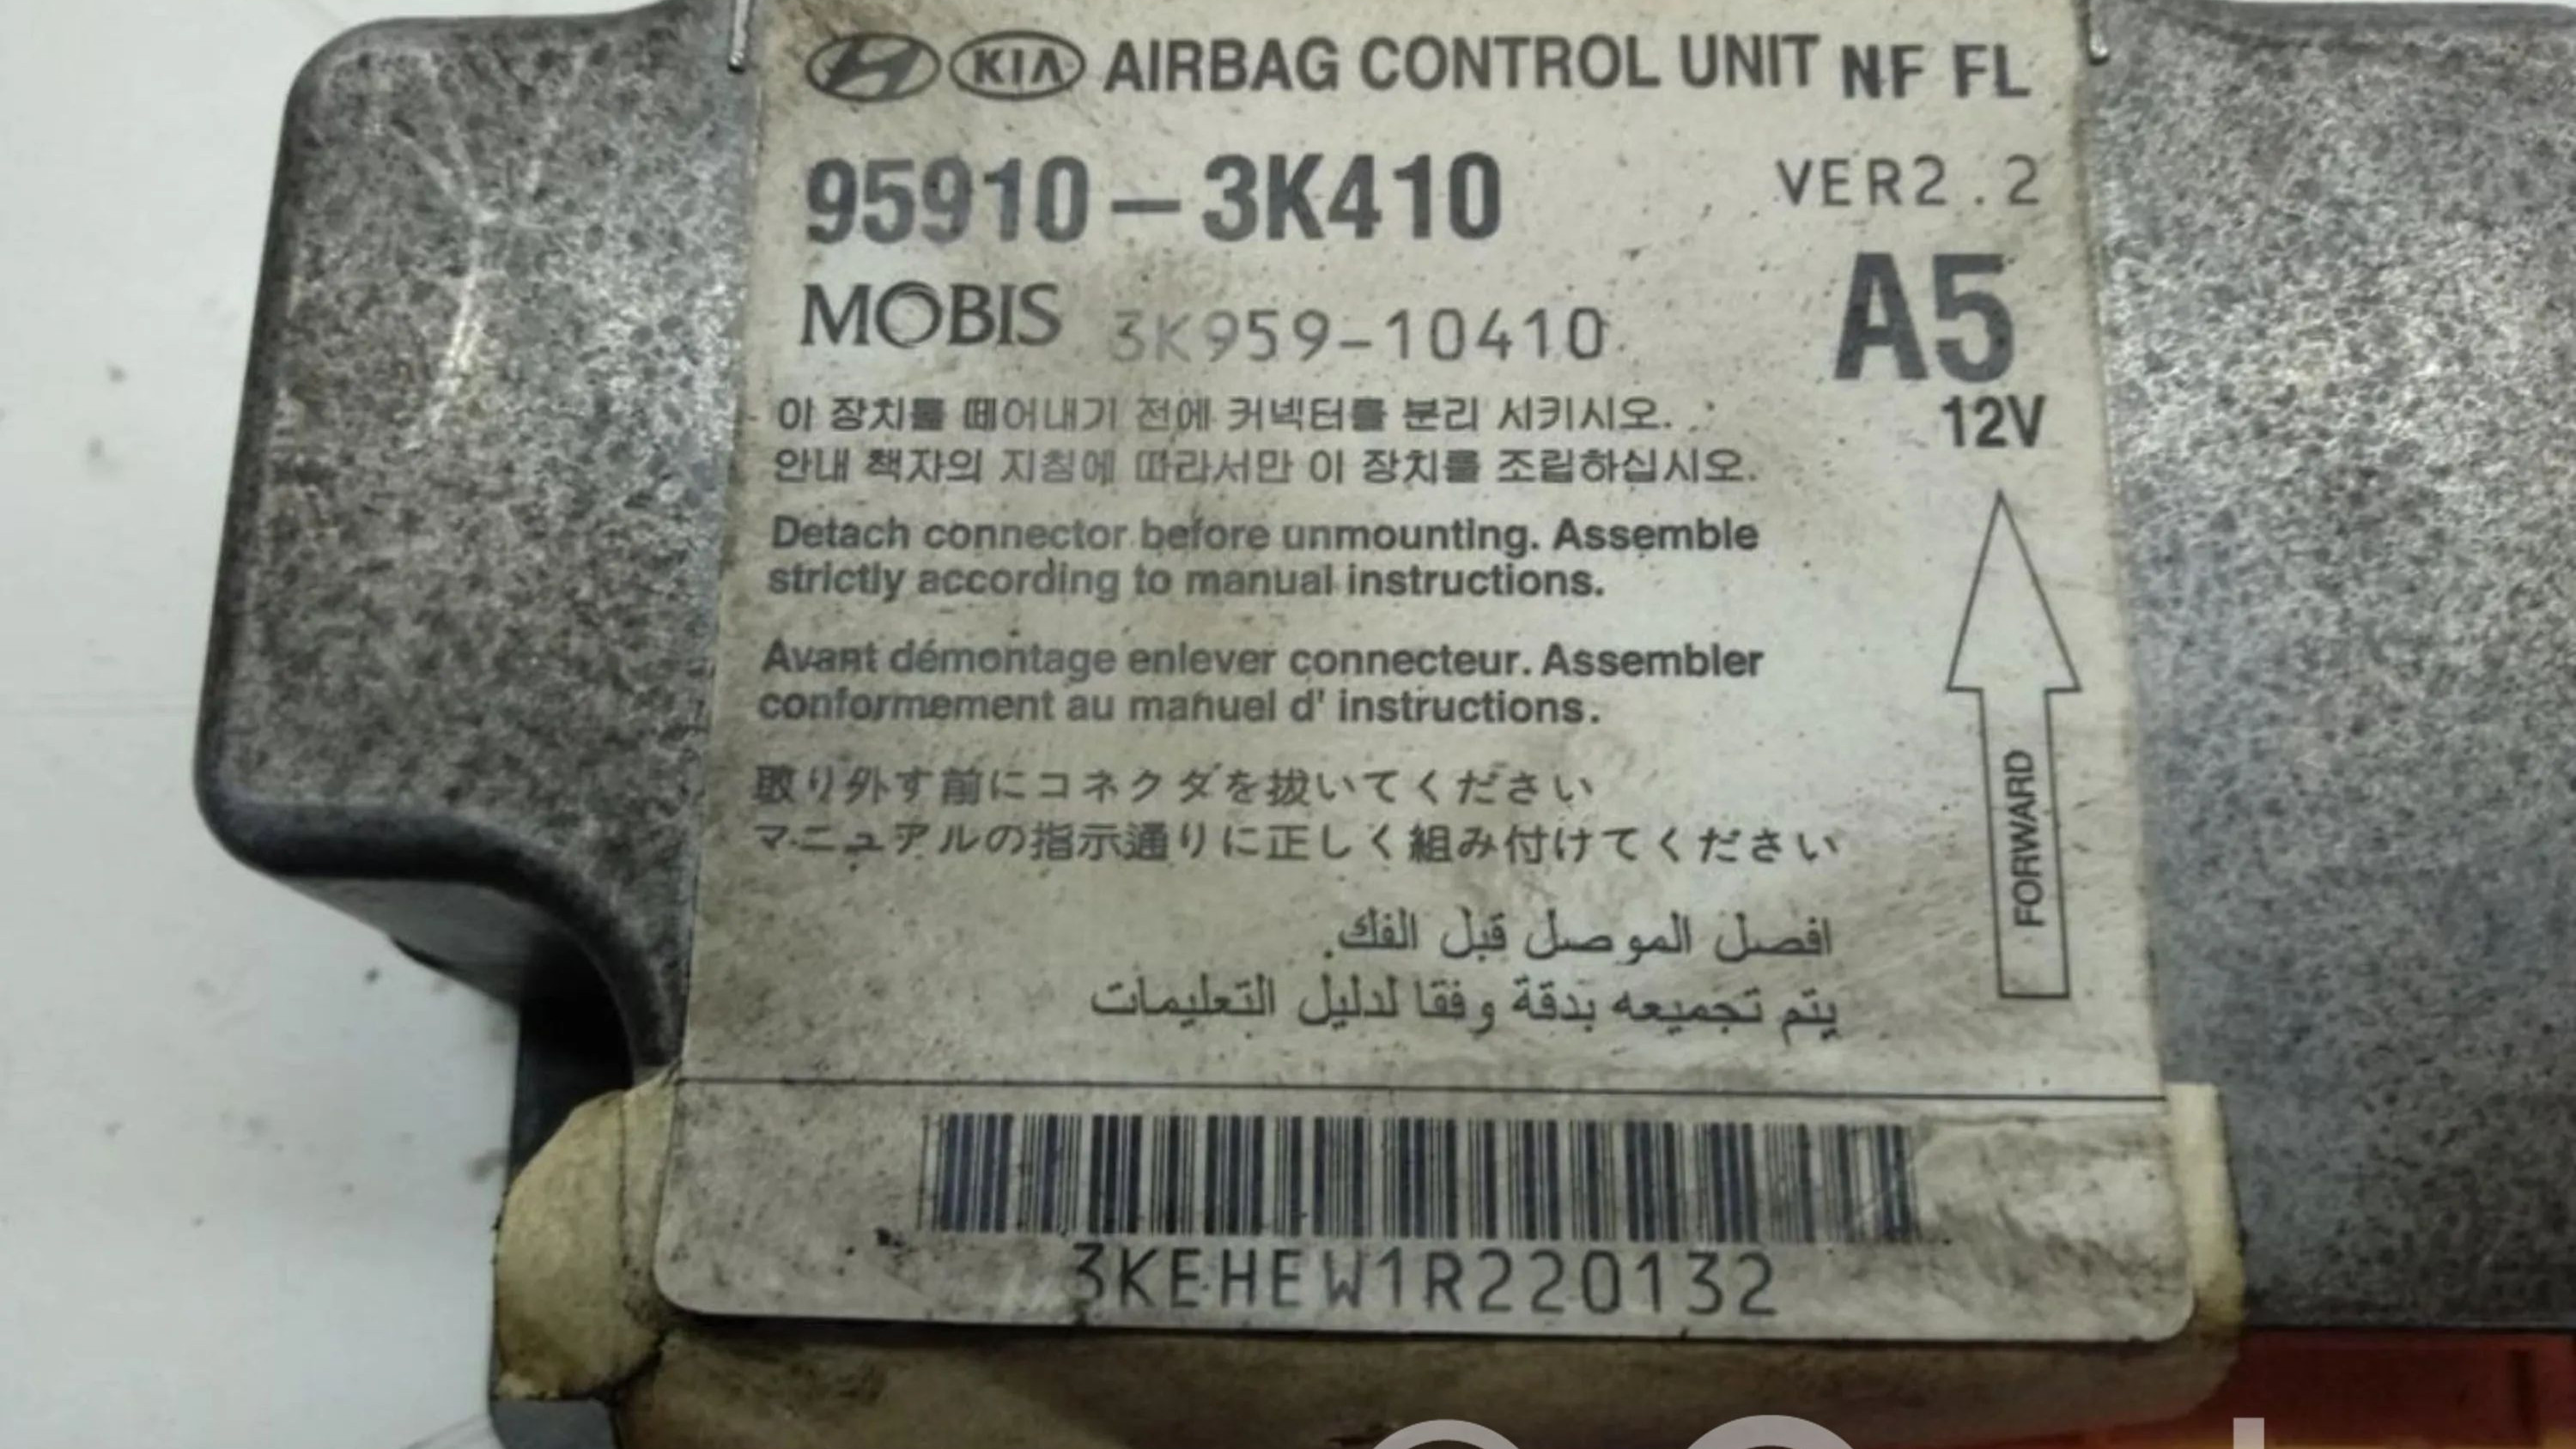 KIA AIRBAG CONTROL UNIT NF FL
95910-3K410 VER2.2
MOBIS 3K959-10410 A5
12V
이 장치를 떼어내기 전에 커넥터를 분리 서키시오.
안내 책자의 지침에 따라서만 이 장치를 조립하십시오.
Detach connector before unmounting. Assemble
strictly according to manual instructions.
Avant démontage enlever connecteur. Assembler
conformement au manuel d' instructions.
取り外す前にコネクタを抜いてください
マニュアルの指示通りに正しく組み付けてください
FORWARD
افصل الموصل قبل الفك.
يتم تجميعه بدقة وفقا لدليل التعليمات
3KEHEW1R220132